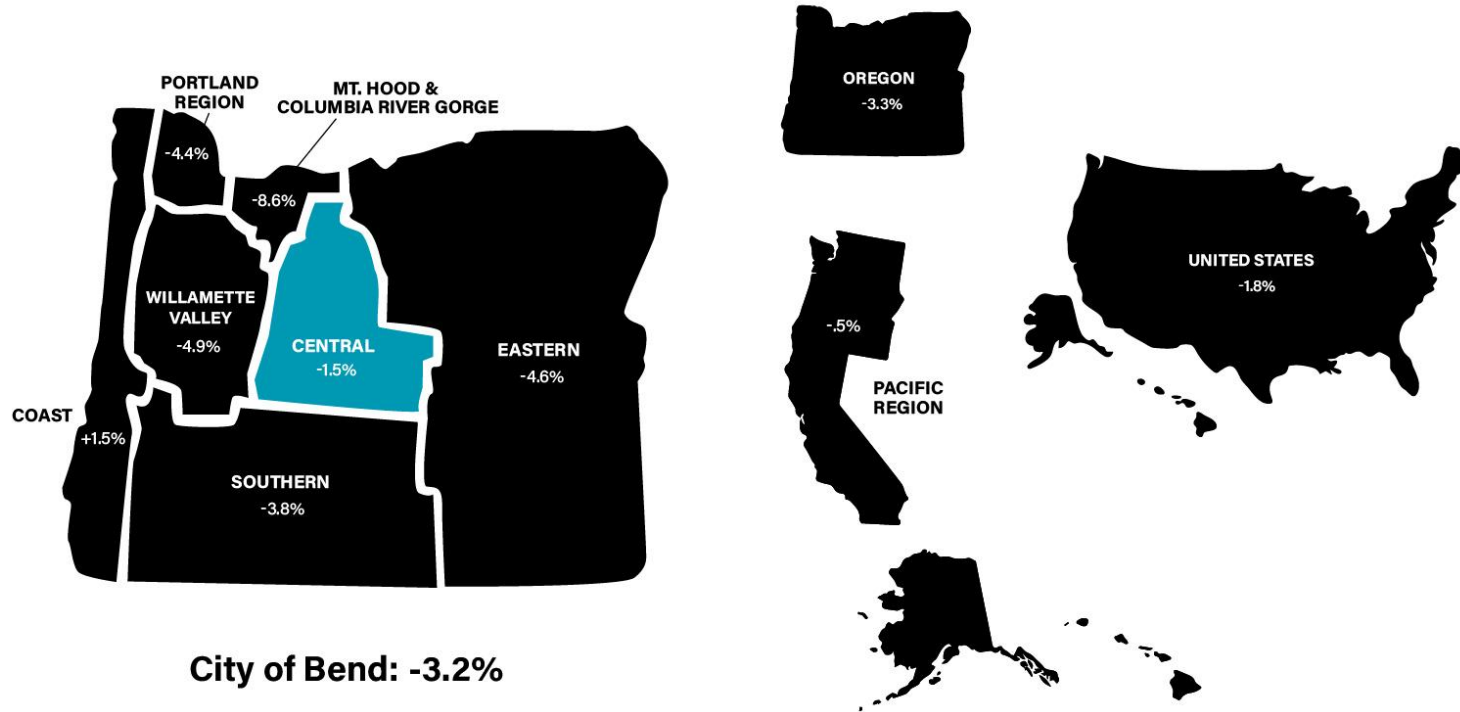 PORTLAND
REGION
-4.4%
MT. HOOD &
COLUMBIA RIVER GORGE
-8.6%
WILLAMETTE
VALLEY
-4.9%
CENTRAL
-1.5%
EASTERN
-4.6%
COAST
+1.5%
SOUTHERN
-3.8%
City of Bend: -3.2%
OREGON
-3.3%
-.5%
PACIFIC
REGION
UNITED STATES
-1.8%